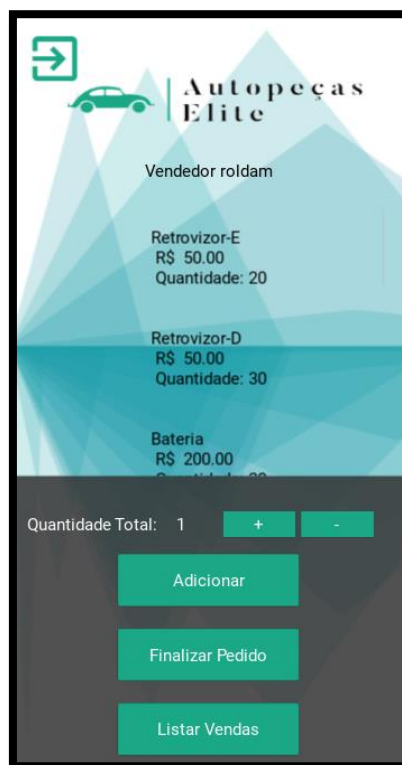 Autopeças
Elite
Vendedor roldam
Retrovizor-E
R$ 50.00
Quantidade: 20
Retrovizor-D
R$ 50.00
Quantidade: 30
Bateria
R$ 200.00
Quantidade Total: 1 + -
Adicionar
Finalizar Pedido
Listar Vendas